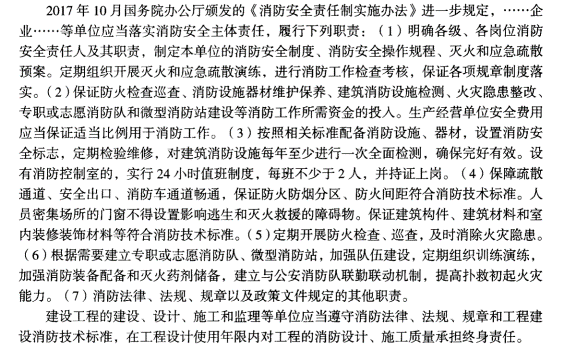 2017 年 10 月国务院办公厅颁发的《消防安全责任制实施办法》进一步规定，……企
业……等单位应当落实消防安全主体责任，履行下列职责：（1）明确各级、各岗位消防
安全责任人及其职责，制定本单位的消防安全制度、消防安全操作规程、灭火和应急疏散
预案。定期组织开展灭火和应急疏散演练，进行消防工作检查考核，保证各项规章制度落
实。（2）保证防火检查巡查、消防设施器材维护保养、建筑消防设施检测、火灾隐患整改、
专职或志愿消防队和微型消防站建设等消防工作所需资金的投入。生产经营单位安全费用
应当保证适当比例用于消防工作。（3）按照相关标准配备消防设施、器材，设置消防安
全标志，定期检验维修，对建筑消防设施每年至少进行一次全面检测，确保完好有效。设
有消防控制室的，实行 24 小时值班制度，每班不少于 2 人，并持证上岗。（4）保障疏散
通道、安全出口、消防车通道畅通，保证防火防烟分区、防火间距符合消防技术标准。人
员密集场所的门窗不得设置影响逃生和灭火救援的障碍物。保证建筑构件、建筑材料和室
内装修装饰材料等符合消防技术标准。（5）定期开展防火检查、巡查，及时消除火灾隐患。
（6）根据需要建立专职或志愿消防队、微型消防站，加强队伍建设，定期组织训练演练，
加强消防装备配备和灭火药剂储备，建立与公安消防队联勤联动机制，提高扑救初起火灾
能力。（7）消防法律、法规、规章以及政策文件规定的其他职责。
建设工程的建设、设计、施工和监理等单位应当遵守消防法律、法规、规章和工程建
设消防技术标准，在工程设计使用年限内对工程的消防设计、施工质量承担终身责任。